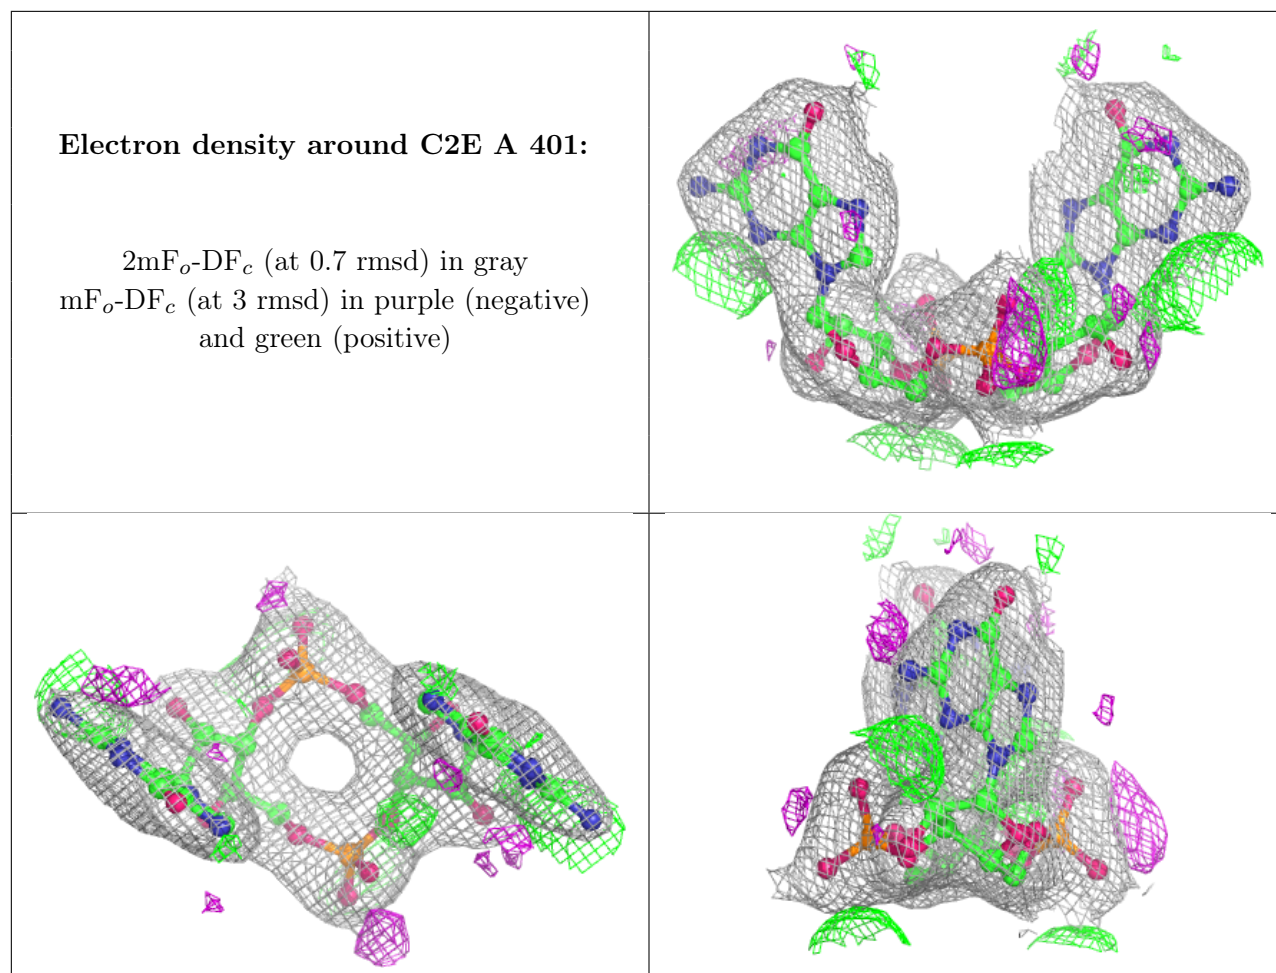 Electron density around C2E A 401:
2mFₒ-DF𝑐 (at 0.7 rmsd) in gray
mFₒ-DF𝑐 (at 3 rmsd) in purple (negative)
and green (positive)